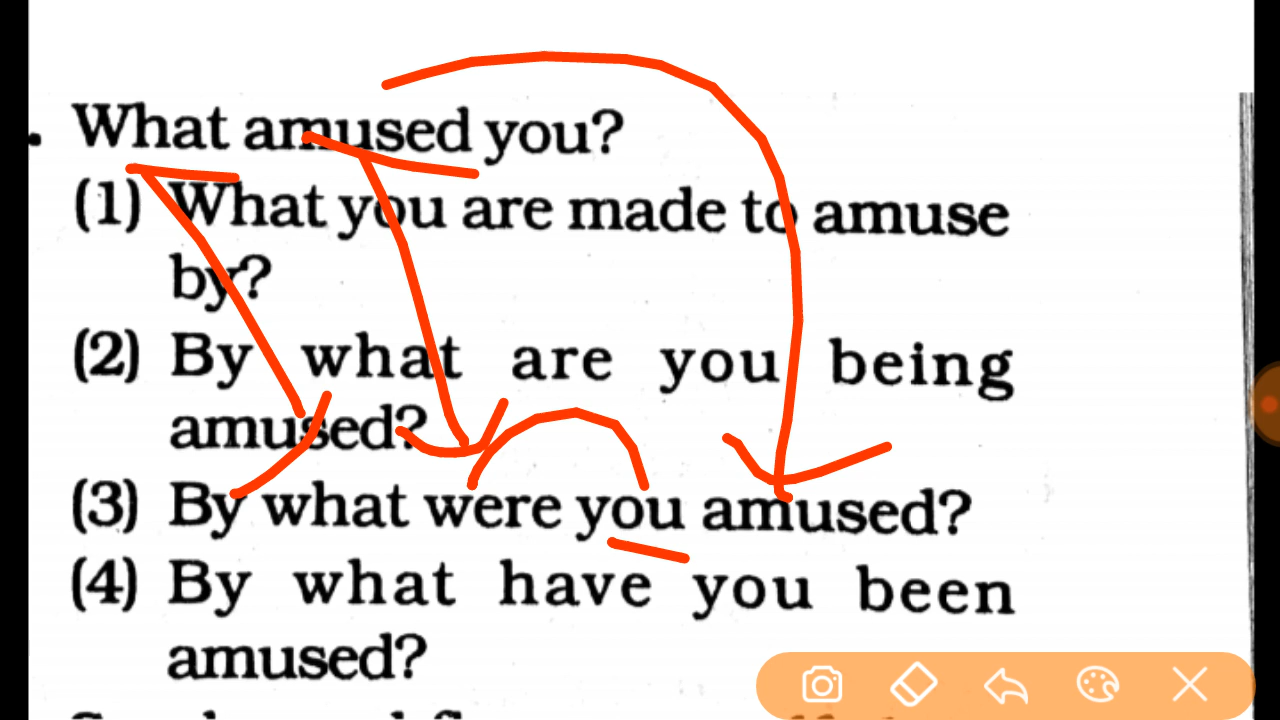 . What amused you?
(1) What you are made to amuse
by?
(2) By what are you being
amused?
(3) By what were you amused?
(4) By what have you been
amused?